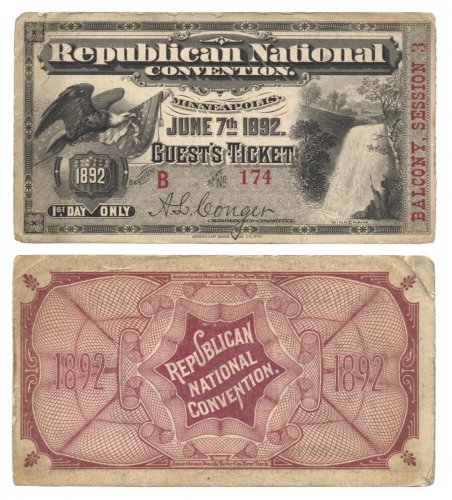 Republican National
CONVENTION.
MINNEAPOLIS.
JUNE 7th 1892.
GUEST'S TICKET
SECTION B SEAT No 174
1892
1ST DAY ONLY
A L Conger
MINNEHAHA
AMERICAN BANK NOTE CO. N.Y.
BALCONY, SESSION 3
American Bank Note Co. New York.
1892
REPUBLICAN
NATIONAL
CONVENTION.
1892
American Bank Note Co. New York.